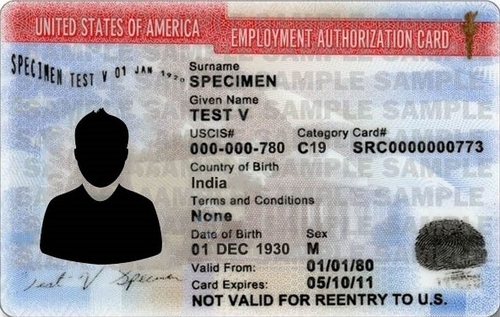 UNITED STATES OF AMERICA
EMPLOYMENT AUTHORIZATION CARD
SPECIMEN TEST V 01 JAN 1920
Surname
SPECIMEN
Given Name
TEST V
USCIS# Category Card#
000-000-780 C19 SRC0000000773
Country of Birth
India
Terms and Conditions
None
Date of Birth Sex
01 DEC 1930 M
Valid From: 01/01/80
Card Expires: 05/10/11
NOT VALID FOR REENTRY TO U.S.
Test V Specimen
SAMPLE SAMPLE SAMPLE